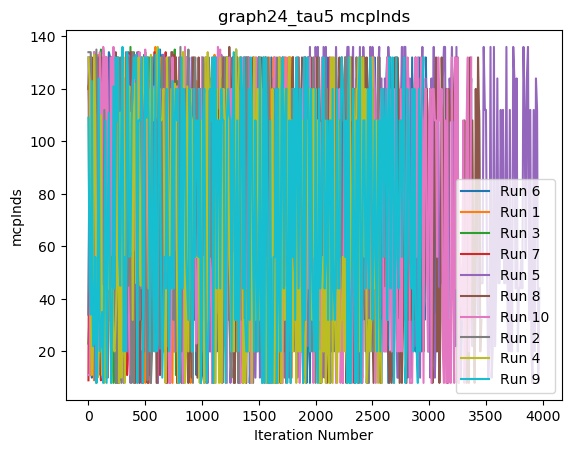 graph24_tau5 mcpInds
140
120
100
80
60
40
20
mcpInds
0
500
1000
1500
2000
2500
3000
3500
4000
Iteration Number
Run 6
Run 1
Run 3
Run 7
Run 5
Run 8
Run 10
Run 2
Run 4
Run 9